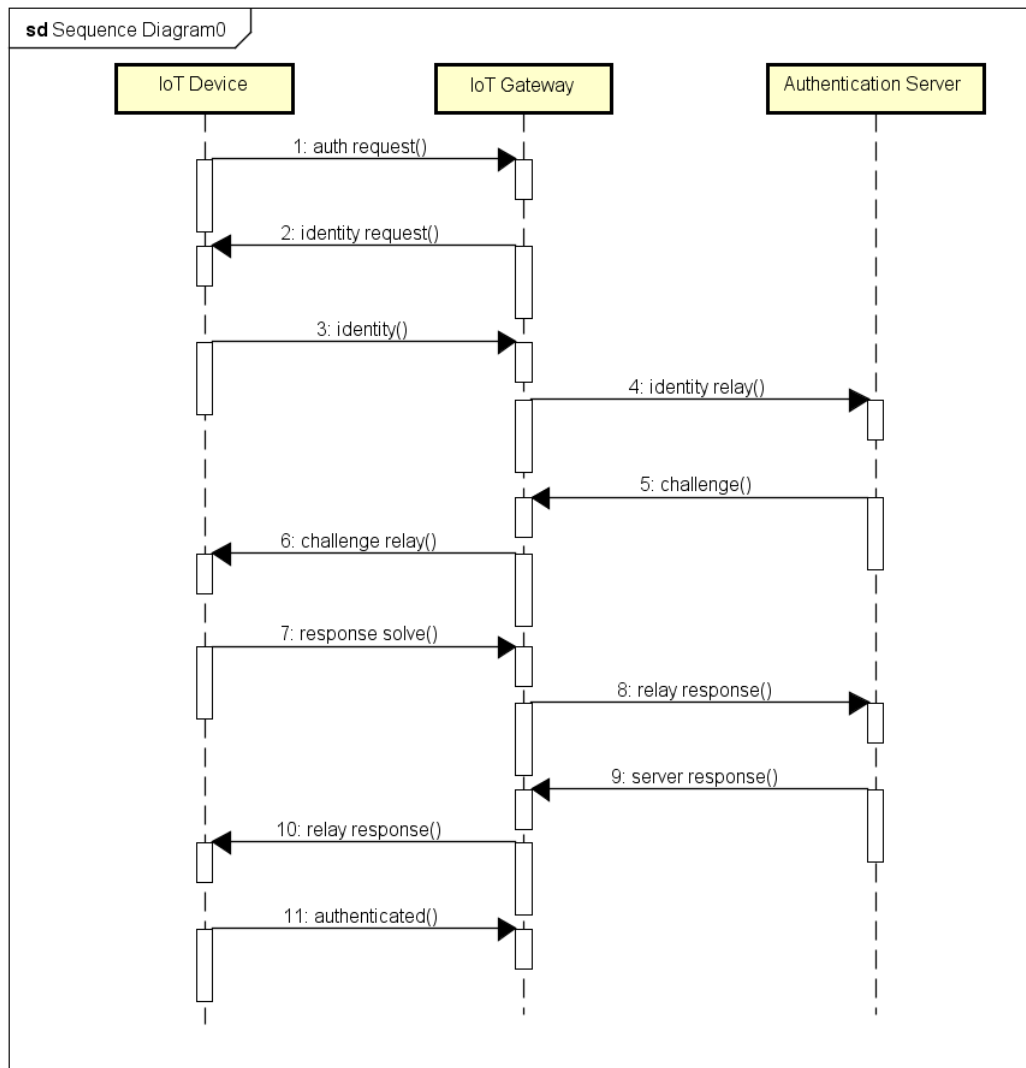 sd Sequence Diagram0
IoT Device
IoT Gateway
Authentication Server
1: auth request()
2: identity request()
3: identity()
4: identity relay()
5: challenge()
6: challenge relay()
7: response solve()
8: relay response()
9: server response()
10: relay response()
11: authenticated()